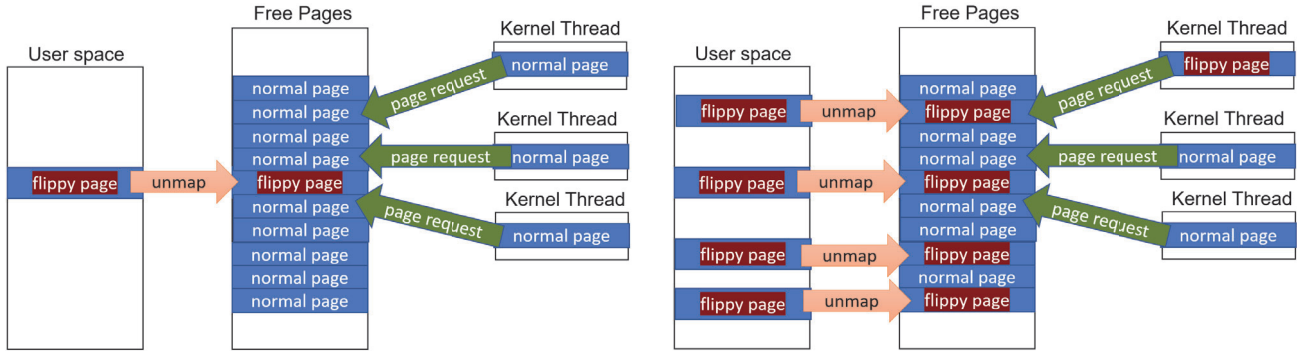 Free Pages
User space
Kernel Thread
normal page
page request
normal page
normal page
normal page
normal page
Kernel Thread
page request
normal page
flippy page
unmap
flippy page
normal page
normal page
Kernel Thread
page request
normal page
normal page
normal page
normal page
Free Pages
User space
Kernel Thread
flippy page
page request
normal page
flippy page
unmap
flippy page
normal page
normal page
Kernel Thread
page request
normal page
flippy page
unmap
flippy page
normal page
normal page
Kernel Thread
page request
normal page
flippy page
unmap
flippy page
normal page
flippy page
unmap
flippy page